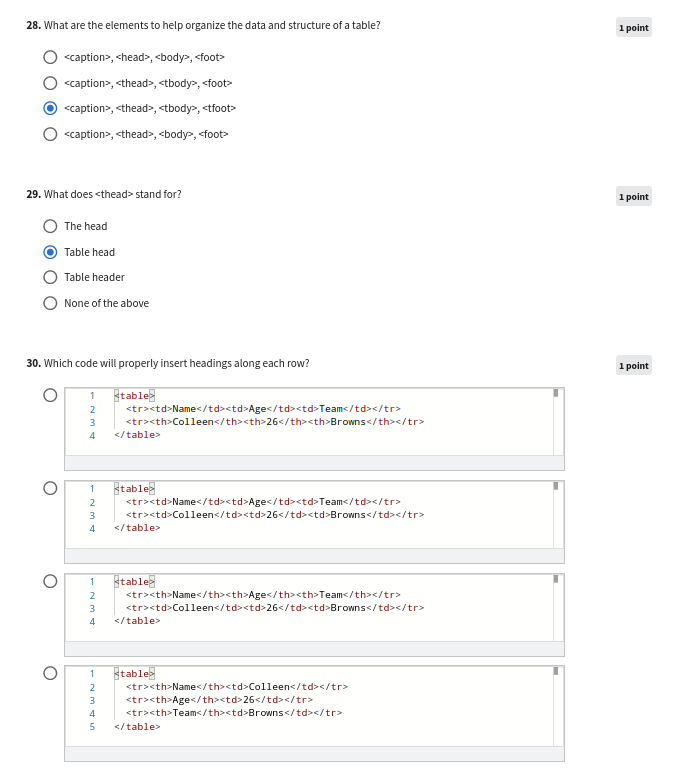 28. What are the elements to help organize the data and structure of a table?
1 point
<caption>, <head>, <body>, <foot>
<caption>, <thead>, <tbody>, <foot>
<caption>, <thead>, <tbody>, <tfoot>
<caption>, <thead>, <body>, <foot>
29. What does <thead> stand for?
1 point
The head
Table head
Table header
None of the above
30. Which code will properly insert headings along each row?
1 point
1 <table>
2 <tr><td>Name</td><td>Age</td><td>Team</td></tr>
3 <tr><th>Colleen</th><th>26</th><th>Browns</th></tr>
4 </table>
1 <table>
2 <tr><td>Name</td><td>Age</td><td>Team</td></tr>
3 <tr><td>Colleen</td><td>26</td><td>Browns</td></tr>
4 </table>
1 <table>
2 <tr><th>Name</th><th>Age</th><th>Team</th></tr>
3 <tr><td>Colleen</td><td>26</td><td>Browns</td></tr>
4 </table>
1 <table>
2 <tr><th>Name</th><td>Colleen</td></tr>
3 <tr><th>Age</th><td>26</td></tr>
4 <tr><th>Team</th><td>Browns</td></tr>
5 </table>